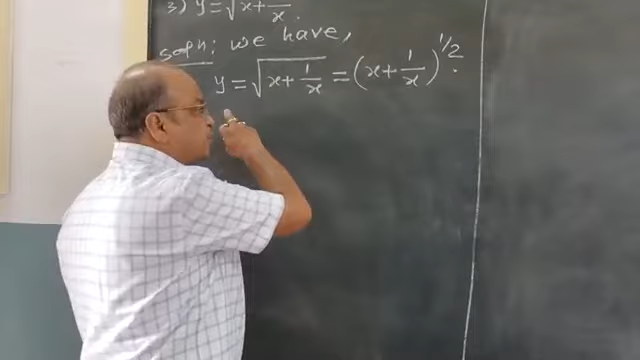 3) y = √x + 1/x.
Solⁿ: we have,
y = √(x + 1/x) = (x + 1/x)^1/2.